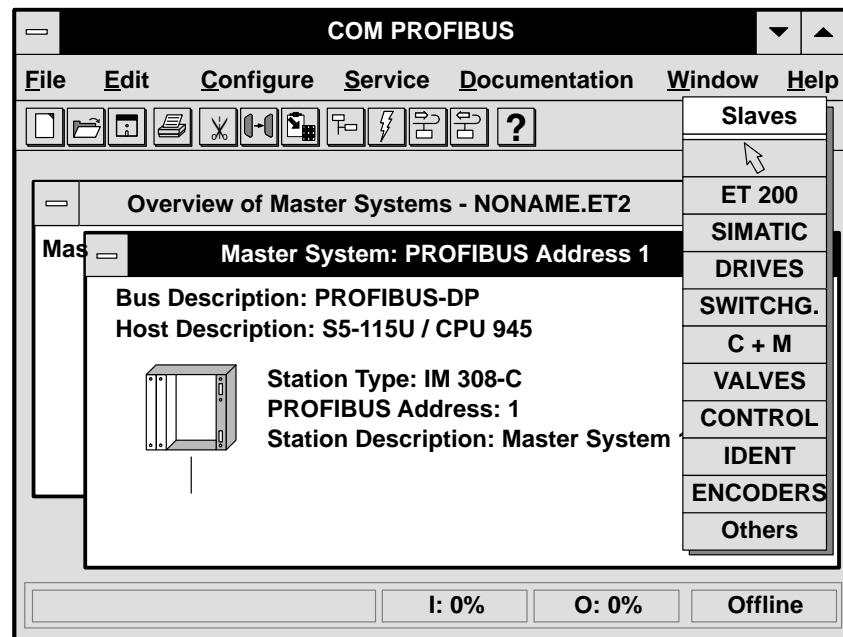 COM PROFIBUS
File Edit Configure Service Documentation Window Help
?
Slaves
ET 200
SIMATIC
DRIVES
SWITCHG.
C + M
VALVES
CONTROL
IDENT
ENCODERS
Others
Overview of Master Systems - NONAME.ET2
Mas
Master System: PROFIBUS Address 1
Bus Description: PROFIBUS-DP
Host Description: S5-115U / CPU 945
Station Type: IM 308-C
PROFIBUS Address: 1
Station Description: Master System 1
I: 0% O: 0% Offline